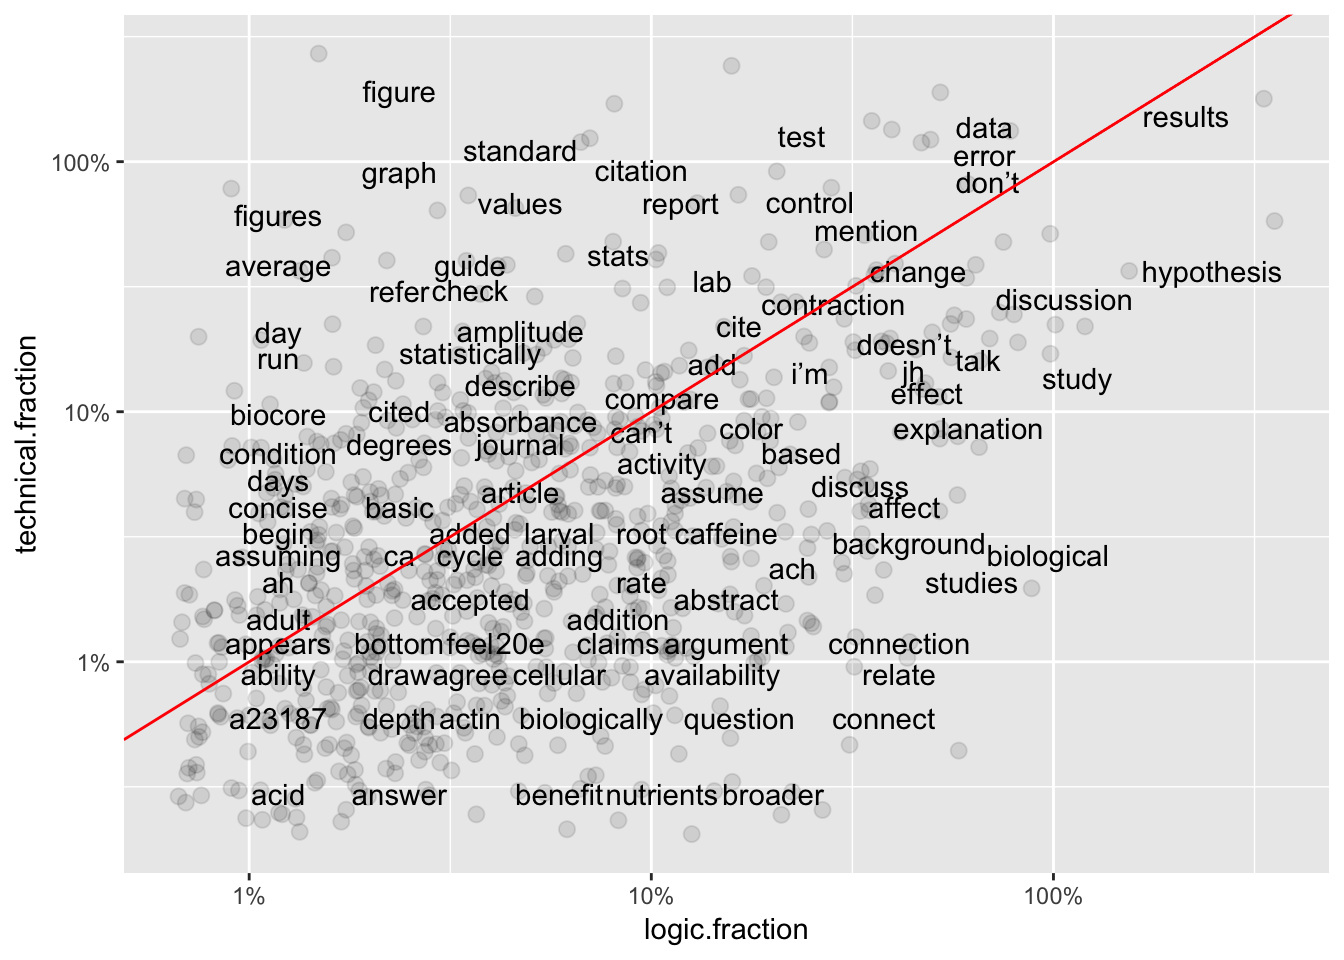 figure
results
data
test
standard
error
100%
graph
citation
don’t
figures
values
report
control
mention
average
guide
stats
lab
change
hypothesis
refer check
contraction
discussion
day
amplitude
cite
run
statistically
doesn’t
talk
add
i’m
jh
study
describe
effect
10%
biocore
cited
compare
absorbance
can’t
color
explanation
condition
degrees
journal
activity
based
days
article
assume
discuss
concise
basic
affect
begin
added
larval
root
caffeine
assuming
ca
cycle
adding
background
biological
ah
rate
ach
studies
accepted
abstract
adult
addition
1%
appears
bottom feel 20e
claims argument
connection
ability
draw agree cellular
availability
relate
a23187
depth actin
biologically
question
connect
acid
answer
benefit nutrients broader
1%
10%
100%
logic.fraction
technical.fraction